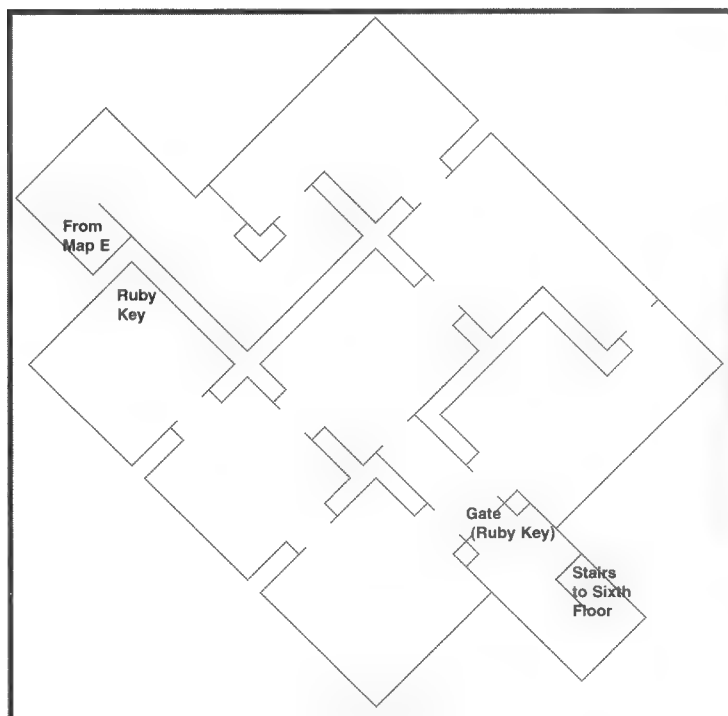 From
Map E
Ruby
Key
Gate
(Ruby Key)
Stairs
to Sixth
Floor